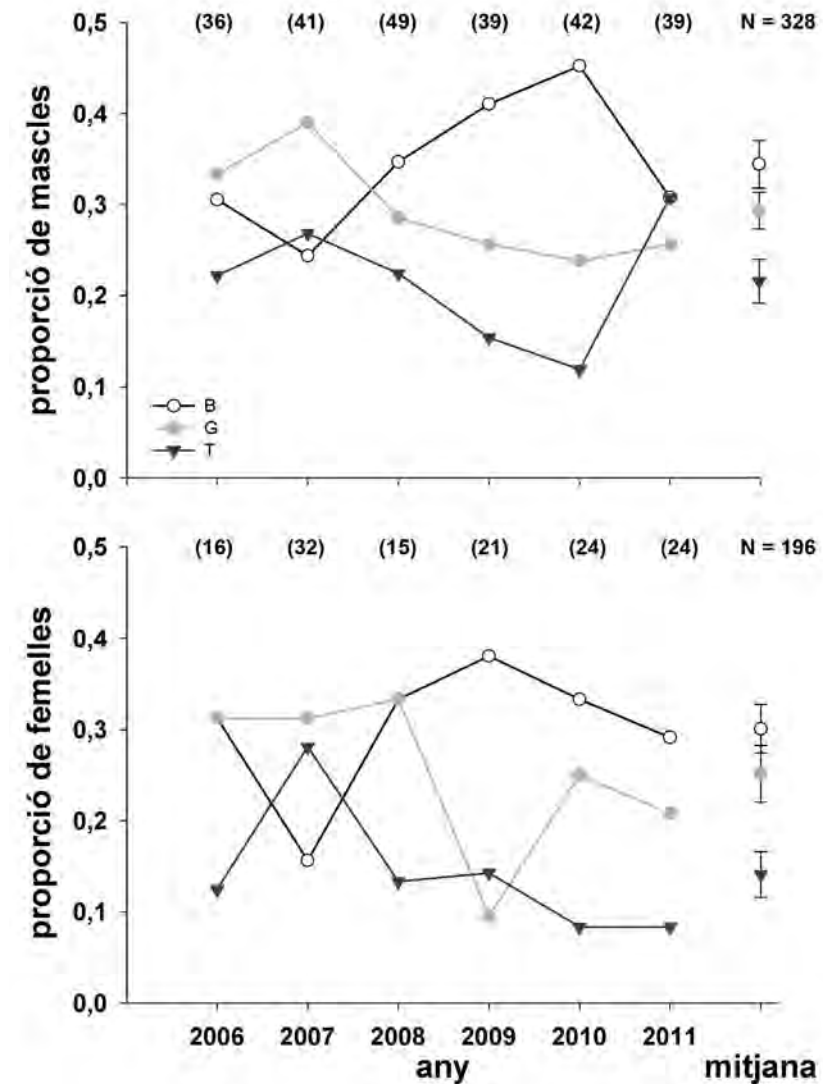 (36) (41) (49) (39) (42) (39) N = 328
0,5
0,4
0,3
0,2
0,1
0,0
proporció de mascles
B
G
T
(16) (32) (15) (21) (24) (24) N = 196
0,5
0,4
0,3
0,2
0,1
0,0
proporció de femelles
2006 2007 2008 2009 2010 2011
any mitjana